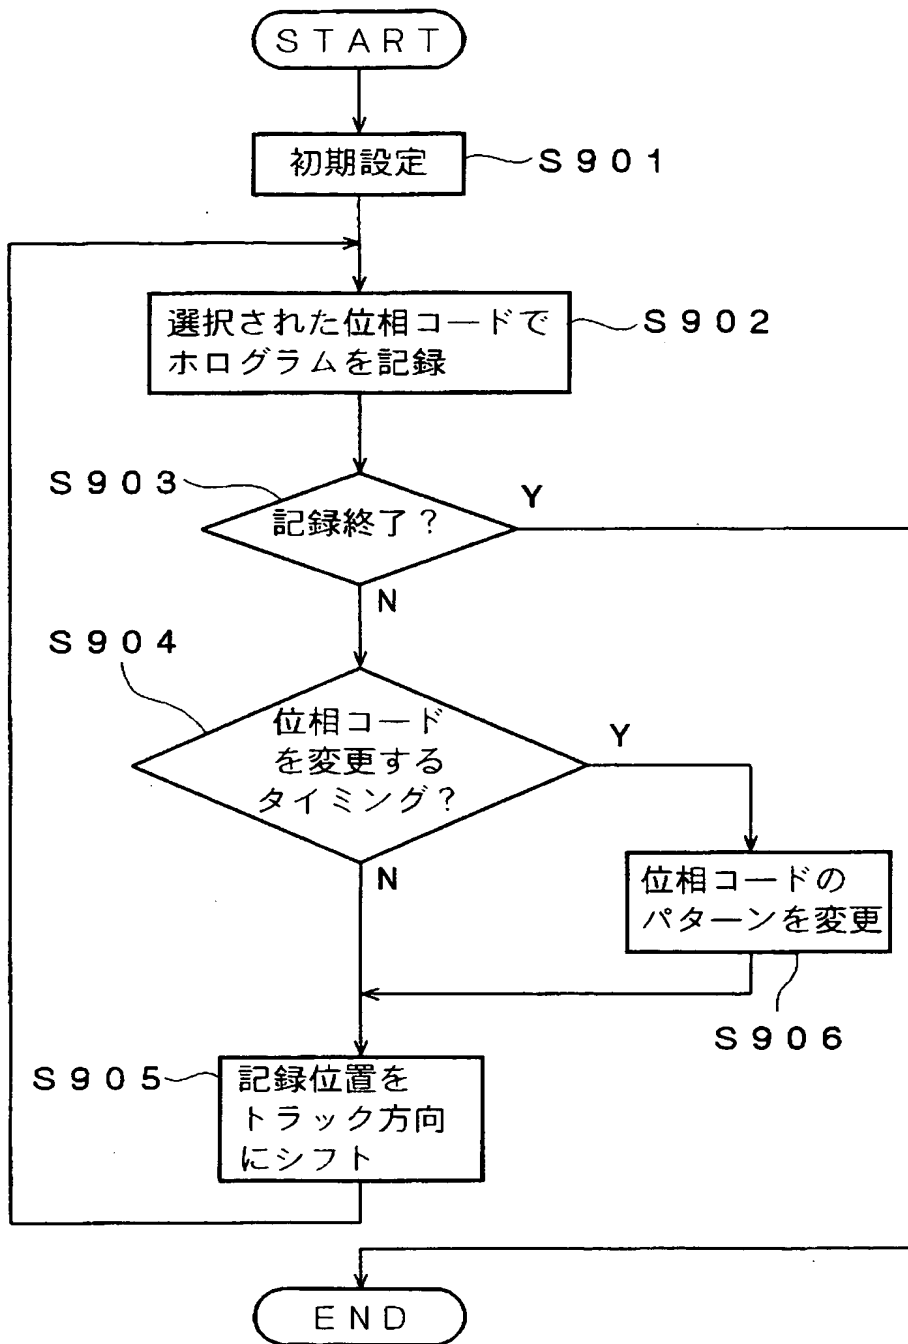 ＳＴＡＲＴ
初期設定
Ｓ９０１
選択された位相コードで
ホログラムを記録
Ｓ９０２
Ｓ９０３
記録終了？
Y
N
Ｓ９０４
位相コード
を変更する
タイミング？
Y
N
位相コードの
パターンを変更
Ｓ９０６
Ｓ９０５
記録位置を
トラック方向
にシフト
ＥＮＤ